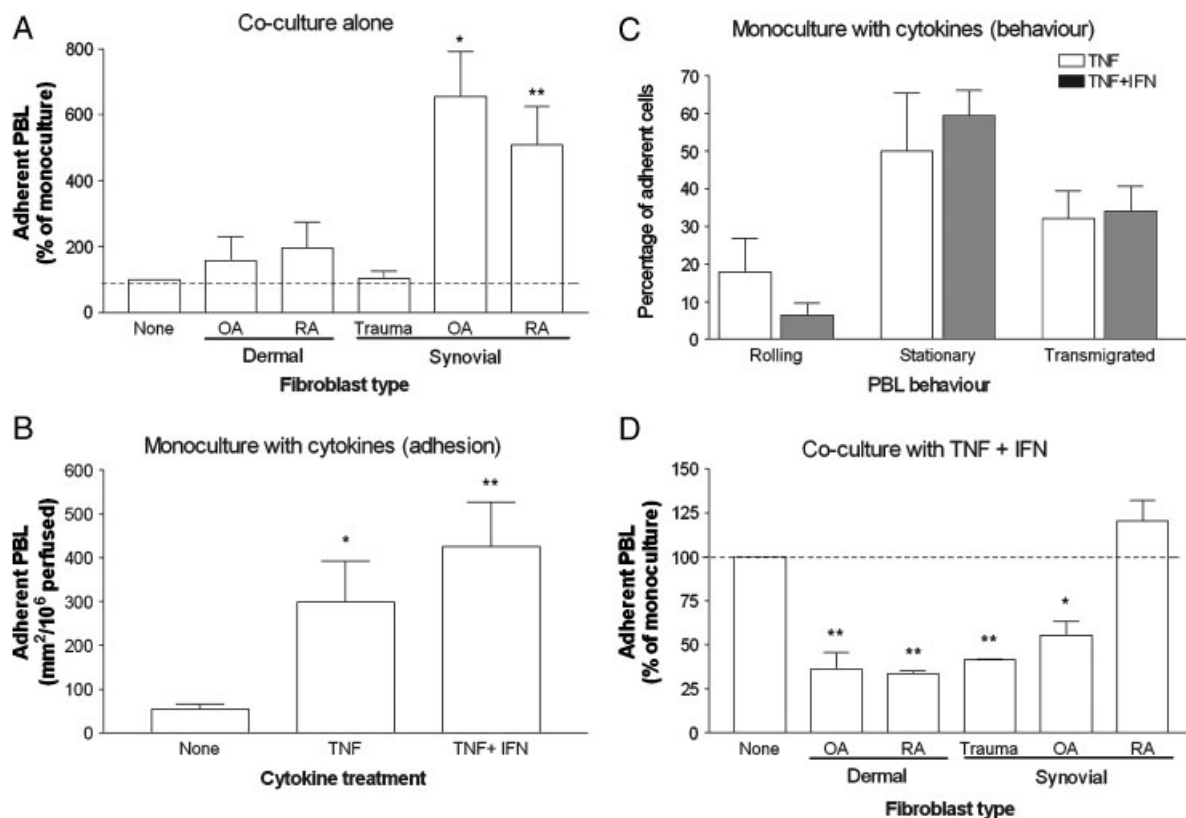 A
Co-culture alone
Adherent PBL
(% of monoculture)
800
600
400
200
0
*
**
None
OA
RA
Trauma
OA
RA
Dermal
Synovial
Fibroblast type
B
Monoculture with cytokines (adhesion)
Adherent PBL
(mm²/10⁶ perfused)
600
500
400
300
200
100
0
*
**
None
TNF
TNF+ IFN
Cytokine treatment
C
Monoculture with cytokines (behaviour)
TNF
TNF+IFN
Percentage of adherent cells
70
60
50
40
30
20
10
0
Rolling
Stationary
Transmigrated
PBL behaviour
D
Co-culture with TNF + IFN
Adherent PBL
(% of monoculture)
150
125
100
75
50
25
0
**
**
**
*
None
OA
RA
Trauma
OA
RA
Dermal
Synovial
Fibroblast type